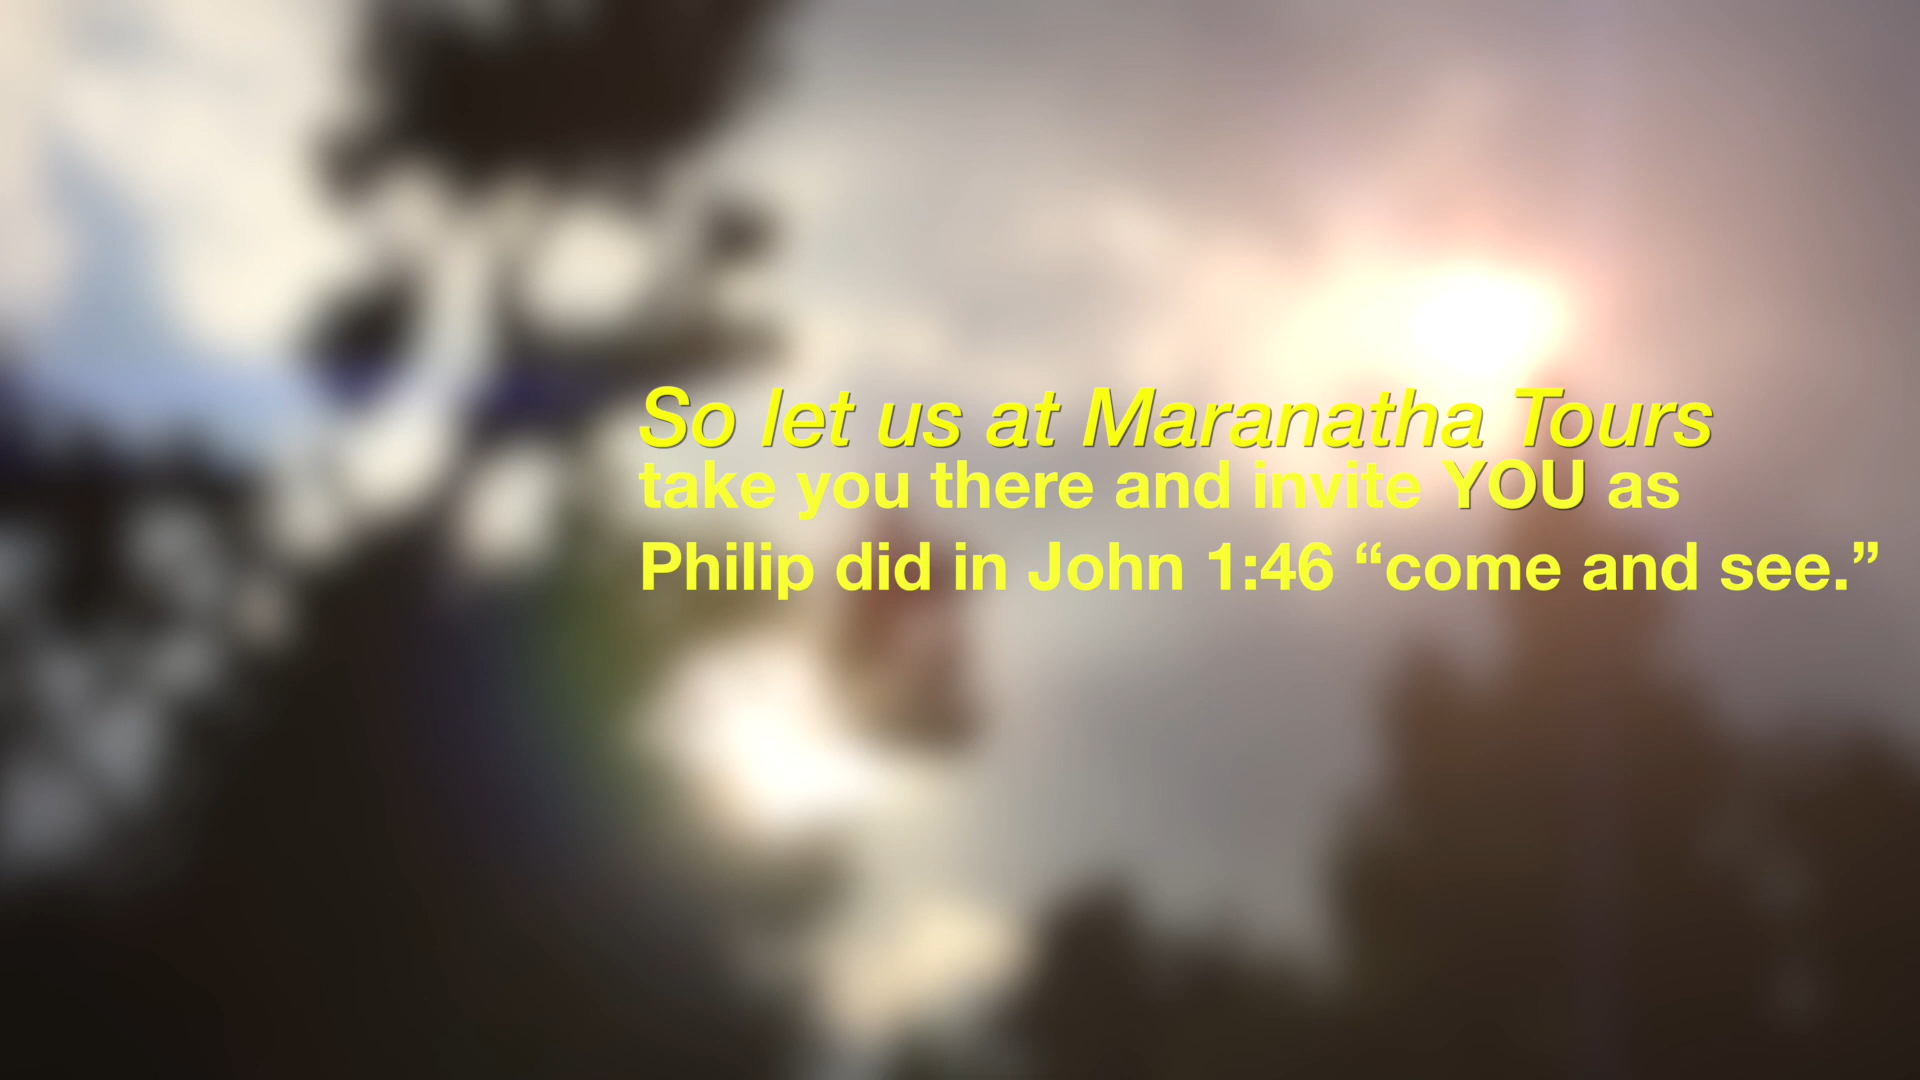 So let us at Maranatha Tours
take you there and invite YOU as
Philip did in John 1:46 “come and see.”